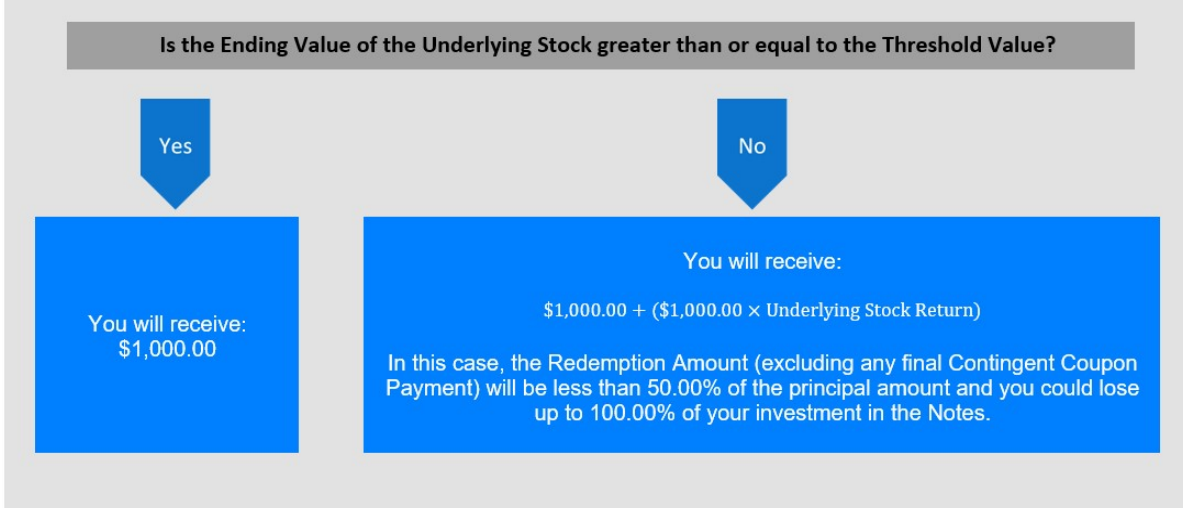 Is the Ending Value of the Underlying Stock greater than or equal to the Threshold Value?
Yes
No
You will receive:
$1,000.00
You will receive:
$1,000.00 + ($1,000.00 × Underlying Stock Return)
In this case, the Redemption Amount (excluding any final Contingent Coupon
Payment) will be less than 50.00% of the principal amount and you could lose
up to 100.00% of your investment in the Notes.